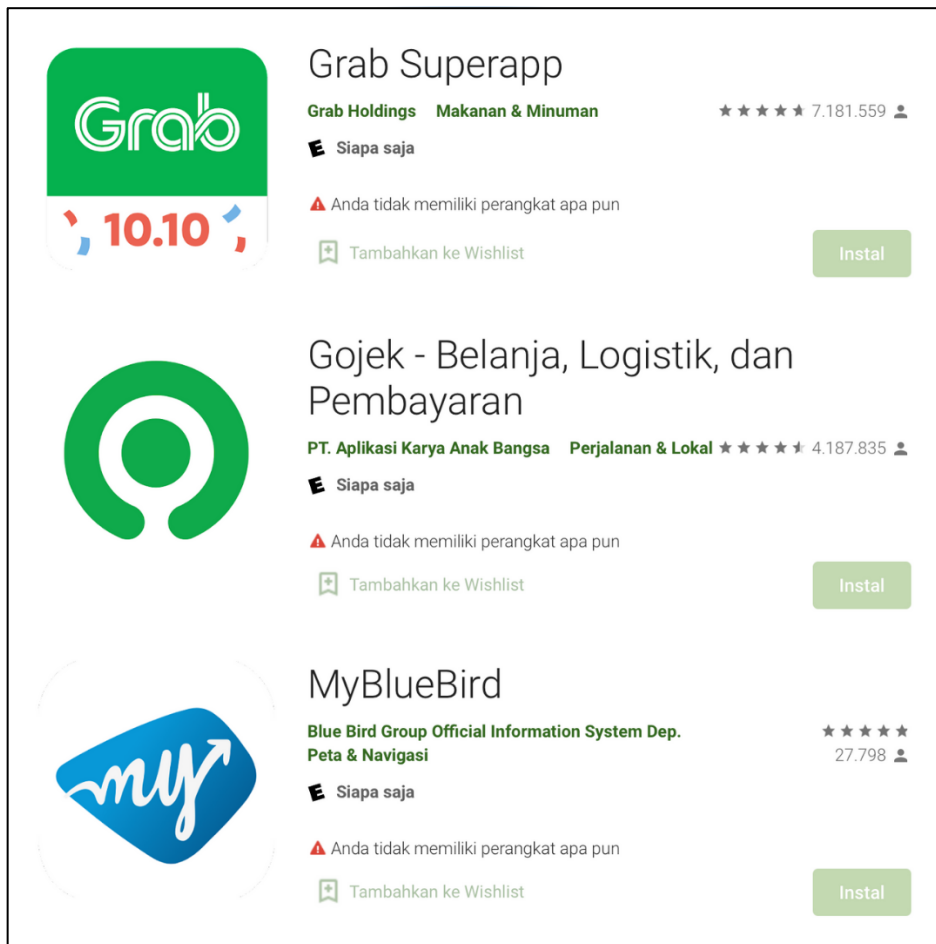 Grab
10.10
Grab Superapp
Grab Holdings Makanan & Minuman 7.181.559
E Siapa saja
Anda tidak memiliki perangkat apa pun
Tambahkan ke Wishlist
Instal
Gojek - Belanja, Logistik, dan
Pembayaran
PT. Aplikasi Karya Anak Bangsa Perjalanan & Lokal 4.187.835
E Siapa saja
Anda tidak memiliki perangkat apa pun
Tambahkan ke Wishlist
Instal
my
MyBlueBird
Blue Bird Group Official Information System Dep.
Peta & Navigasi 27.798
E Siapa saja
Anda tidak memiliki perangkat apa pun
Tambahkan ke Wishlist
Instal